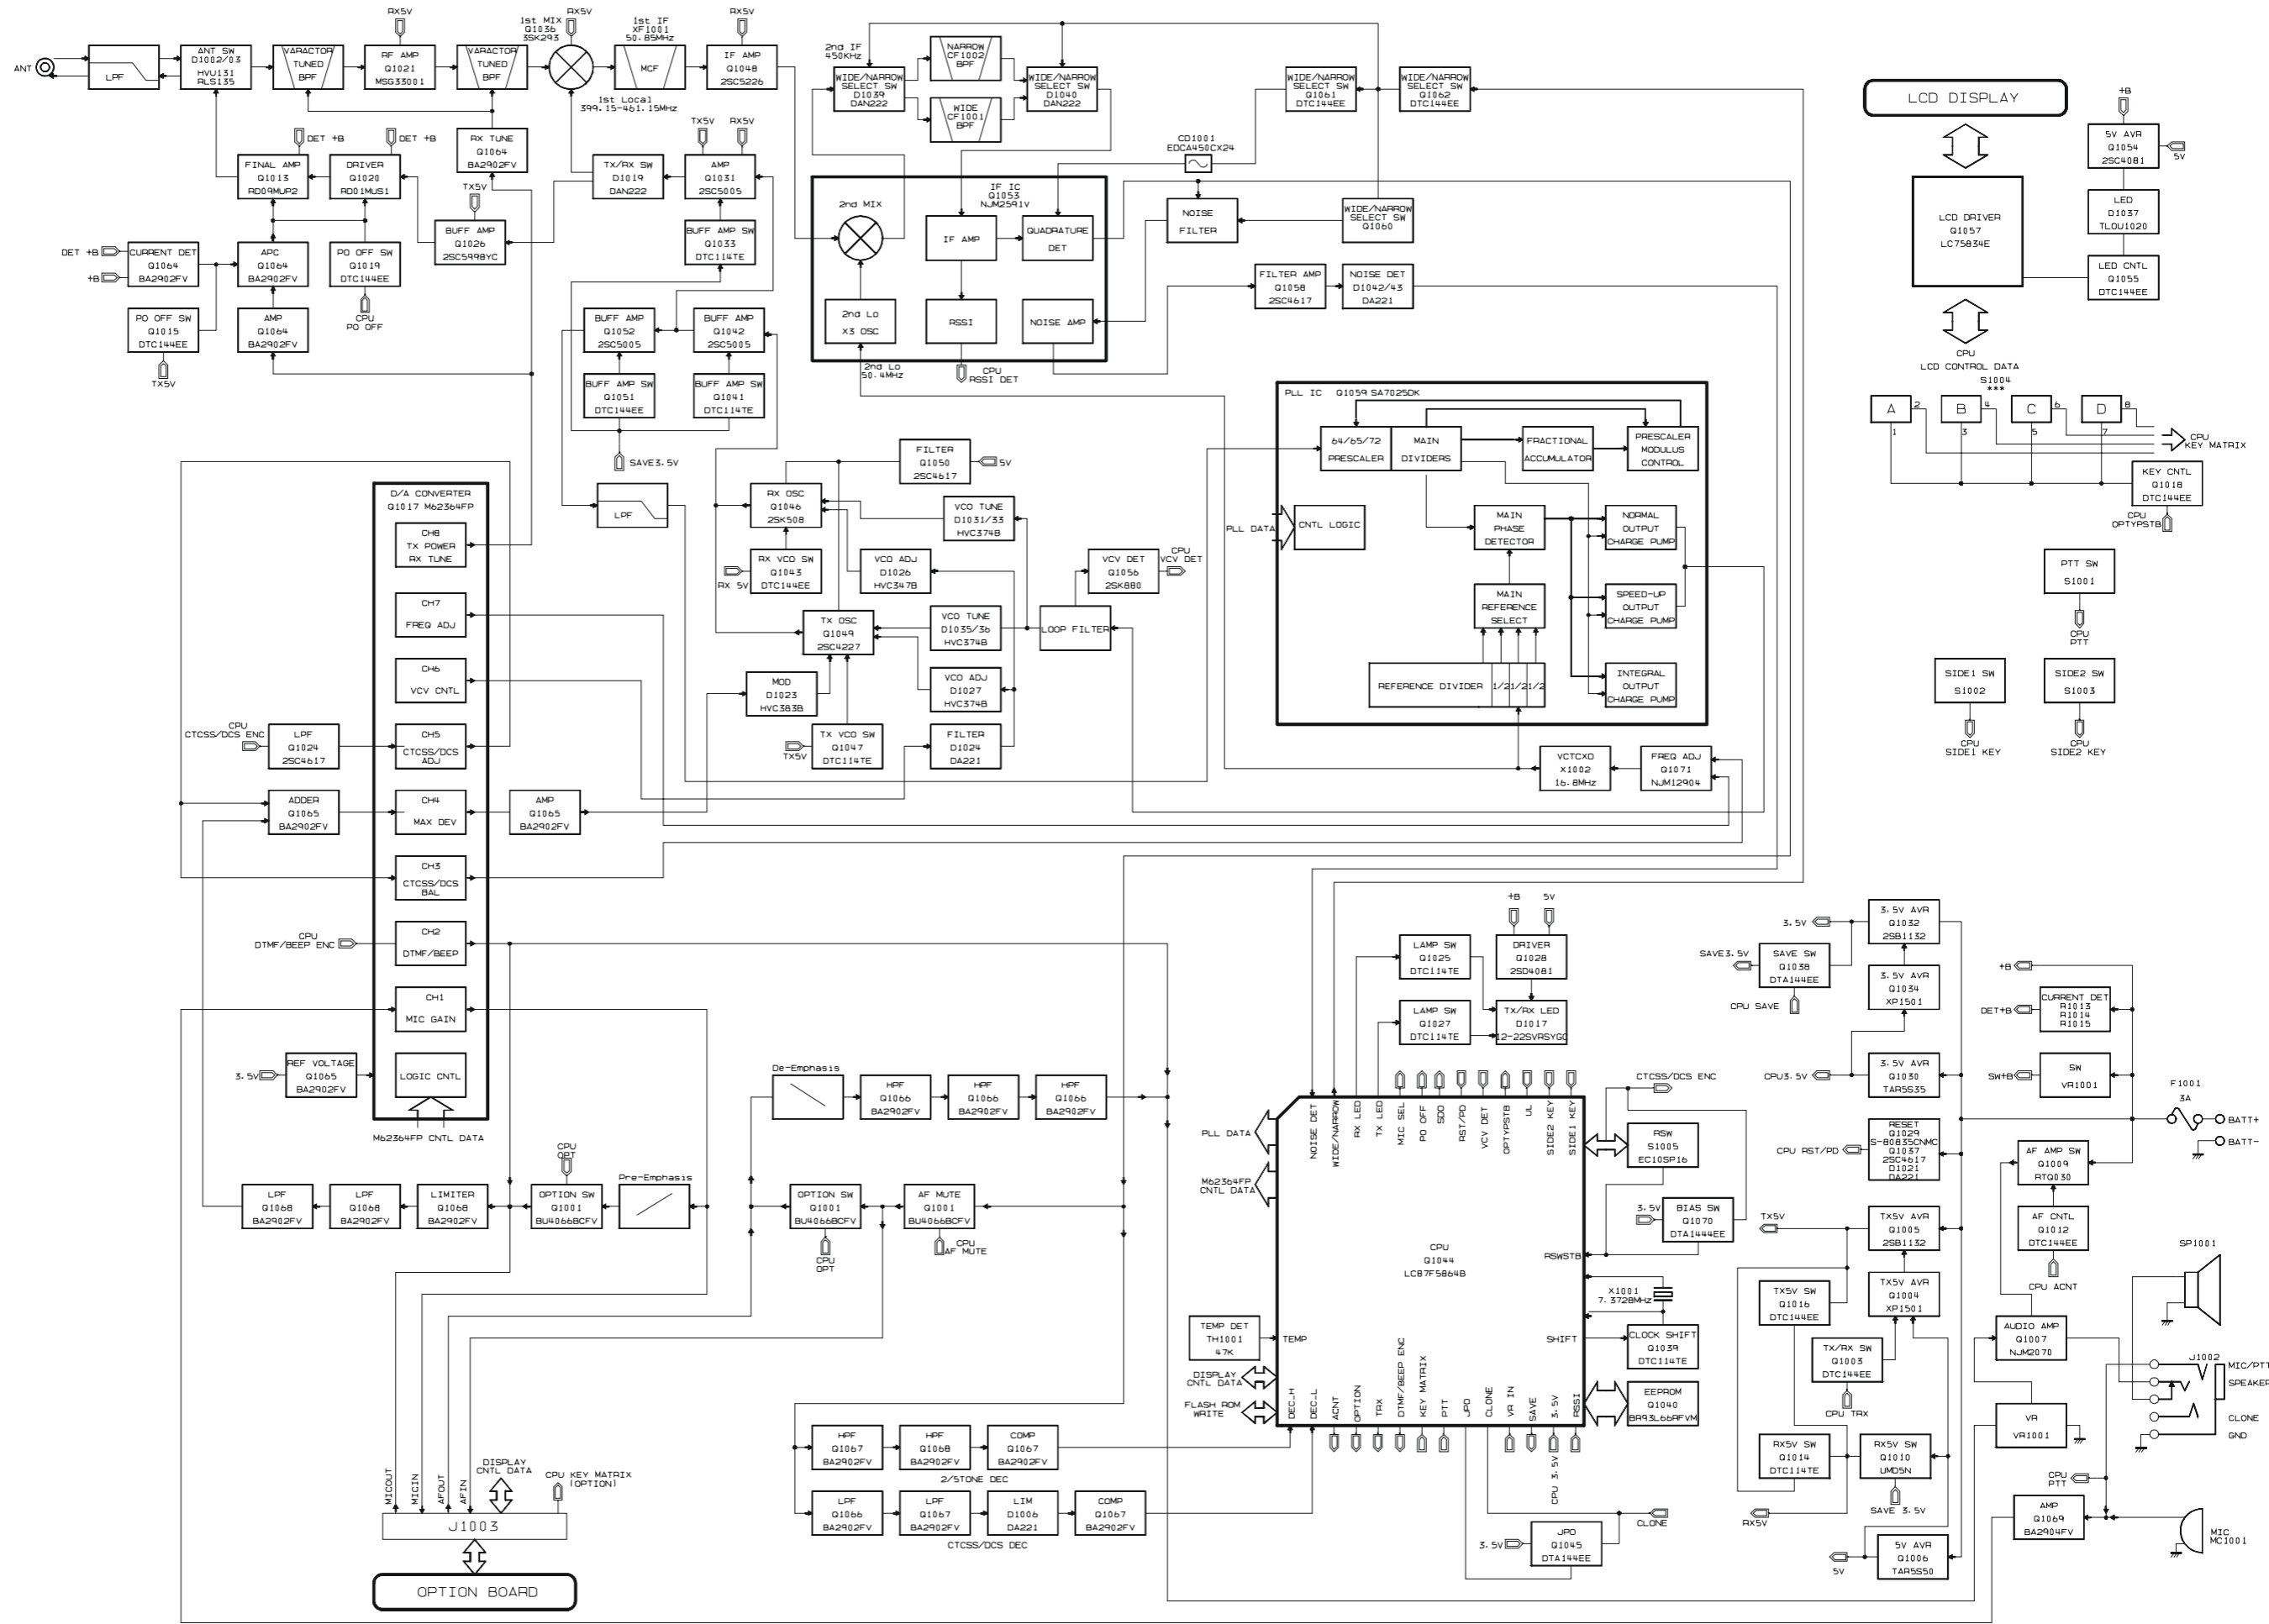 ANT
LPF
ANT SW
D1002/03
HVU131
RLS135
VARACTOR
TUNED
BPF
RX5V
RF AMP
Q1021
MSG33001
VARACTOR
TUNED
BPF
1st MIX
Q1036
3SK293
RX5V
1st Local
399.15-461.15MHz
1st IF
XF1001
50.85MHz
MCF
RX5V
IF AMP
Q1048
2SC5226
2nd IF
450KHz
WIDE/NARROW
SELECT SW
D1039
DAN222
NARROW
CF1002
BPF
WIDE
CF1001
BPF
WIDE/NARROW
SELECT SW
D1040
DAN222
WIDE/NARROW
SELECT SW
Q1061
DTC144EE
WIDE/NARROW
SELECT SW
Q1062
DTC144EE
LCD DISPLAY
+B
5V AVR
Q1054
2SC4081
5V
RX TUNE
Q1064
BA2902FV
DET +B
DET +B
FINAL AMP
Q1013
RD09MUP2
DRIVER
Q1020
RD01MUS1
TX5V
BUFF AMP
Q1026
2SC5998YC
TX/RX SW
D1019
DAN222
TX5V
RX5V
AMP
Q1031
2SC5005
BUFF AMP SW
Q1033
DTC114TE
CD1001
EDCA450CX24
IF IC
Q1053
NJM2591V
2nd MIX
IF AMP
QUADRATURE
DET
2nd Lo
X3 OSC
RSSI
NOISE AMP
2nd Lo
50.4MHz
CPU
RSSI DET
NOISE
FILTER
WIDE/NARROW
SELECT SW
Q1060
FILTER AMP
Q1058
2SC4617
NOISE DET
D1042/43
DA221
LCD DRIVER
Q1057
LC75834E
LED
D1037
TLOU1020
LED CNTL
Q1055
DTC144EE
CPU
LCD CONTROL DATA
DET +B
+B
CURRENT DET
Q1064
BA2902FV
APC
Q1064
BA2902FV
PO OFF SW
Q1019
DTC144EE
CPU
PO OFF
PO OFF SW
Q1015
DTC144EE
TX5V
AMP
Q1064
BA2902FV
BUFF AMP
Q1052
2SC5005
BUFF AMP
Q1042
2SC5005
BUFF AMP SW
Q1051
DTC144EE
BUFF AMP SW
Q1041
DTC114TE
SAVE3.5V
LPF
FILTER
Q1050
2SC4617
5V
RX OSC
Q1046
2SK508
VCO TUNE
D1031/33
HVC374B
RX VCO SW
Q1043
DTC144EE
RX 5V
VCO ADJ
D1026
HVC347B
VCV DET
Q1056
2SK880
CPU
VCV DET
TX OSC
Q1049
2SC4227
VCO TUNE
D1035/36
HVC374B
LOOP FILTER
MOD
D1023
HVC383B
VCO ADJ
D1027
HVC374B
TX VCO SW
Q1047
DTC114TE
TX5V
FILTER
D1024
DA221
PLL IC Q1059 SA7025DK
64/65/72
PRESCALER
MAIN
DIVIDERS
FRACTIONAL
ACCUMULATOR
PRESCALER
MODULUS
CONTROL
PLL DATA
CNTL LOGIC
MAIN
PHASE
DETECTOR
NORMAL
OUTPUT
CHARGE PUMP
MAIN
REFERENCE
SELECT
SPEED-UP
OUTPUT
CHARGE PUMP
REFERENCE DIVIDER
1/2
1/2
1/2
INTEGRAL
OUTPUT
CHARGE PUMP
VCTCXO
X1002
16.8MHz
FREQ ADJ
Q1071
NJM12904
S1004
***
A
B
C
D
1
2
3
4
5
6
7
8
CPU
KEY MATRIX
KEY CNTL
Q1018
DTC144EE
CPU
OPTYPSTB
PTT SW
S1001
CPU
PTT
SIDE1 SW
S1002
CPU
SIDE1 KEY
SIDE2 SW
S1003
CPU
SIDE2 KEY
D/A CONVERTER
Q1017 M62364FP
CH8
TX POWER
RX TUNE
CH7
FREQ ADJ
CH6
VCV CNTL
CH5
CTCSS/DCS
ADJ
CH4
MAX DEV
CH3
CTCSS/DCS
BAL
CH2
DTMF/BEEP
CH1
MIC GAIN
LOGIC CNTL
M62364FP CNTL DATA
CPU
CTCSS/DCS ENC
LPF
Q1024
2SC4617
ADDER
Q1065
BA2902FV
AMP
Q1065
BA2902FV
CPU
DTMF/BEEP ENC
3.5V
REF VOLTAGE
Q1065
BA2902FV
LPF
Q1068
BA2902FV
LPF
Q1068
BA2902FV
LIMITER
Q1068
BA2902FV
CPU
OPT
OPTION SW
Q1001
BU4066BCFV
Pre-Emphasis
De-Emphasis
HPF
Q1066
BA2902FV
HPF
Q1066
BA2902FV
HPF
Q1066
BA2902FV
OPTION SW
Q1001
BU4066BCFV
CPU
OPT
AF MUTE
Q1001
BU4066BCFV
CPU
AF MUTE
MICOUT
MICIN
AFOUT
AFIN
DISPLAY
CNTL DATA
CPU KEY MATRIX
(OPTION)
J1003
OPTION BOARD
HPF
Q1067
BA2902FV
HPF
Q1068
BA2902FV
COMP
Q1067
BA2902FV
2/5TONE DEC
LPF
Q1066
BA2902FV
LPF
Q1067
BA2902FV
LIM
D1006
DA221
COMP
Q1067
BA2902FV
CTCSS/DCS DEC
LAMP SW
Q1025
DTC114TE
LAMP SW
Q1027
DTC114TE
+B
5V
DRIVER
Q1028
2SD4081
TX/RX LED
D1017
12-22SVRSYGC
PLL DATA
M62364FP
CNTL DATA
NOISE DET
WIDE/NARROW
RX LED
TX LED
MIC SEL
PO OFF
SDO
RST/PD
VCV DET
OPTYPSTB
UL
SIDE2 KEY
SIDE1 KEY
CPU
Q1044
LC87F5864B
RSWSTB
SHIFT
TEMP
TEMP DET
TH1001
47K
DISPLAY
CNTL DATA
FLASH ROM
WRITE
DEC_H
DEC_L
ACNT
OPTION
TRX
DTMF/BEEP ENC
KEY MATRIX
PTT
JPD
CLONE
VR IN
SAVE
3.5V
RSSI
CPU 3.5V
CTCSS/DCS ENC
RSW
S1005
EC10SP16
3.5V
BIAS SW
Q1070
DTA1444EE
X1001
7.3728MHz
CLOCK SHIFT
Q1039
DTC114TE
EEPROM
Q1040
BR93L66RFVM
3.5V
JPD
Q1045
DTA144EE
CLONE
3.5V
3.5V AVR
Q1032
2SB1132
SAVE3.5V
SAVE SW
Q1038
DTA144EE
CPU SAVE
3.5V AVR
Q1034
XP1501
CPU3.5V
3.5V AVR
Q1030
TAR5S35
CPU RST/PD
RESET
Q1029
S-80835CNMC
Q1037
2SC4617
D1021
DA221
+B
DET+B
CURRENT DET
R1013
R1014
R1015
SW+B
SW
VR1001
F1001
3A
BATT+
BATT-
AF AMP SW
Q1009
RTQ030
AF CNTL
Q1012
DTC144EE
CPU ACNT
TX5V
TX5V AVR
Q1005
2SB1132
TX5V AVR
Q1004
XP1501
TX5V SW
Q1016
DTC144EE
TX/RX SW
Q1003
DTC144EE
CPU TRX
RX5V SW
Q1014
DTC114TE
RX5V SW
Q1010
UMD5N
SAVE 3.5V
RX5V
5V
5V AVR
Q1006
TAR5S50
AUDIO AMP
Q1007
NJM2070
VR
VR1001
SP1001
J1002
MIC/PTT
SPEAKER
CLONE
GND
CPU
PTT
AMP
Q1069
BA2904FV
MIC
MC1001